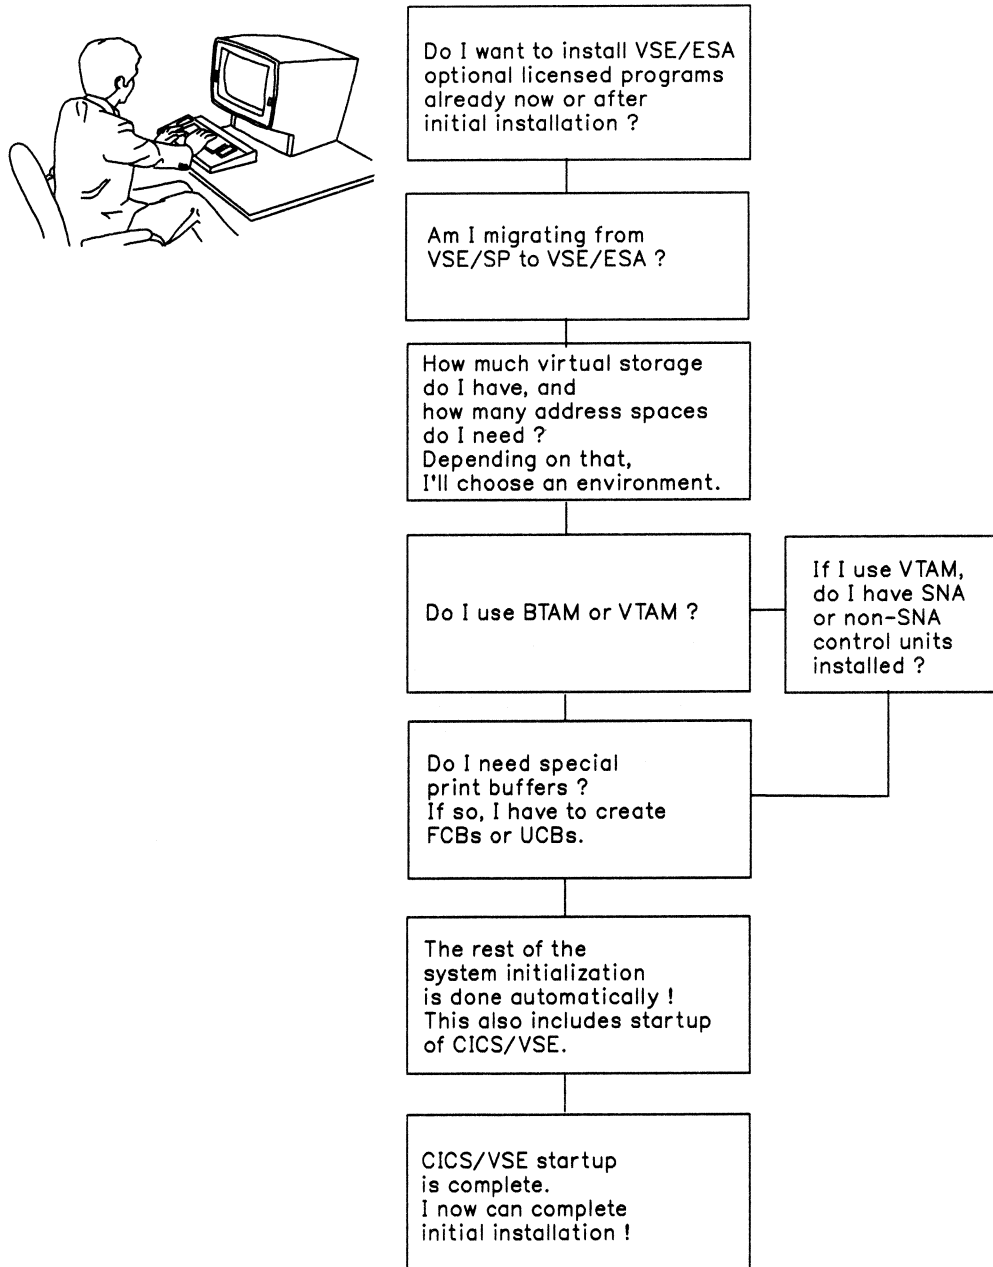 Do I want to install VSE/ESA
optional licensed programs
already now or after
initial installation ?
Am I migrating from
VSE/SP to VSE/ESA ?
How much virtual storage
do I have, and
how many address spaces
do I need ?
Depending on that,
I'll choose an environment.
Do I use BTAM or VTAM ?
If I use VTAM,
do I have SNA
or non-SNA
control units
installed ?
Do I need special
print buffers ?
If so, I have to create
FCBs or UCBs.
The rest of the
system initialization
is done automatically !
This also includes startup
of CICS/VSE.
CICS/VSE startup
is complete.
I now can complete
initial installation !